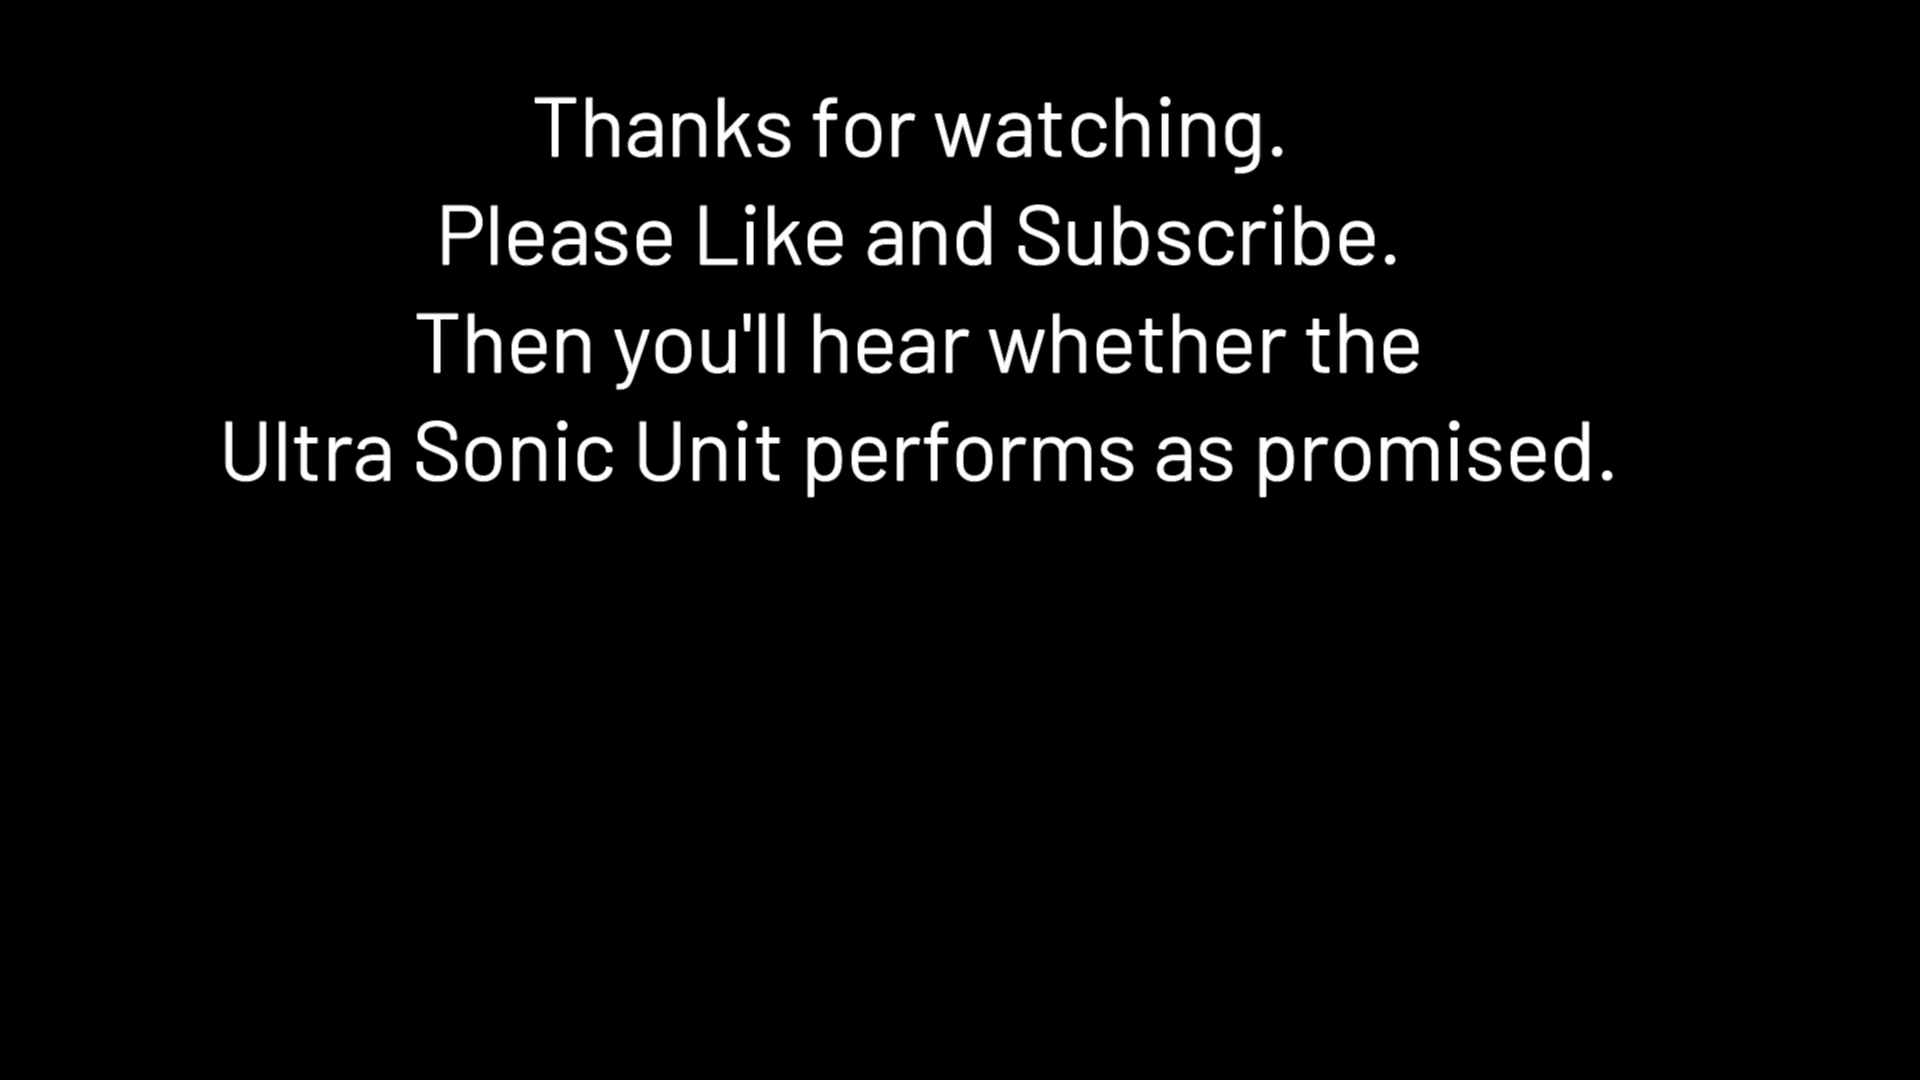 Thanks for watching.
Please Like and Subscribe.
Then you'll hear whether the
Ultra Sonic Unit performs as promised.